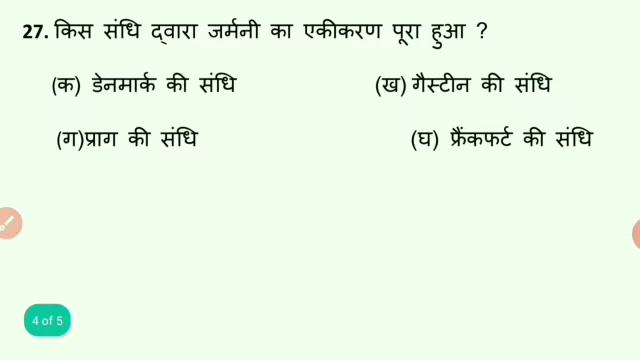 27. किस संधि द्वारा जर्मनी का एकीकरण पूरा हुआ ?
(क) डेनमार्क की संधि (ख) गैस्टीन की संधि
(ग)प्राग की संधि (घ) फ्रैंकफर्ट की संधि
4 of 5